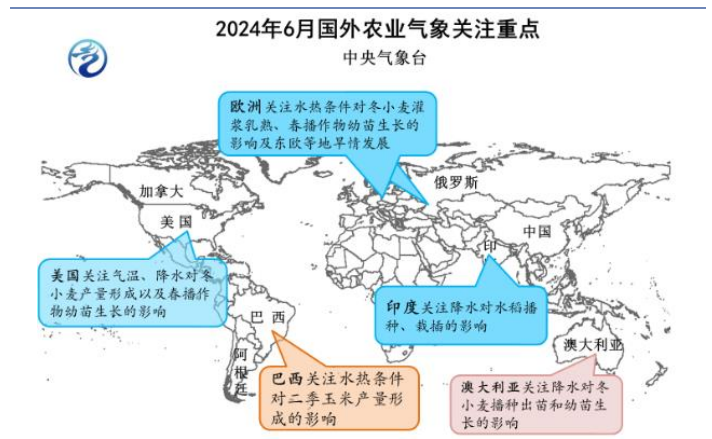 2024年6月国外农业气象关注重点
中央气象台
欧洲关注水热条件对冬小麦灌
浆乳熟、春播作物幼苗生长的
影响及东欧等地旱情发展
俄罗斯
加拿大
美国
中国
印
美国关注气温、降水对冬
小麦产量形成以及春播作
物幼苗生长的影响
印度关注降水对水稻播
种、栽插的影响
巴西
澳大利亚
阿根廷
巴西关注水热条件
对二季玉米产量形
成的影响
澳大利亚关注降水对冬
小麦播种出苗和幼苗生
长的影响